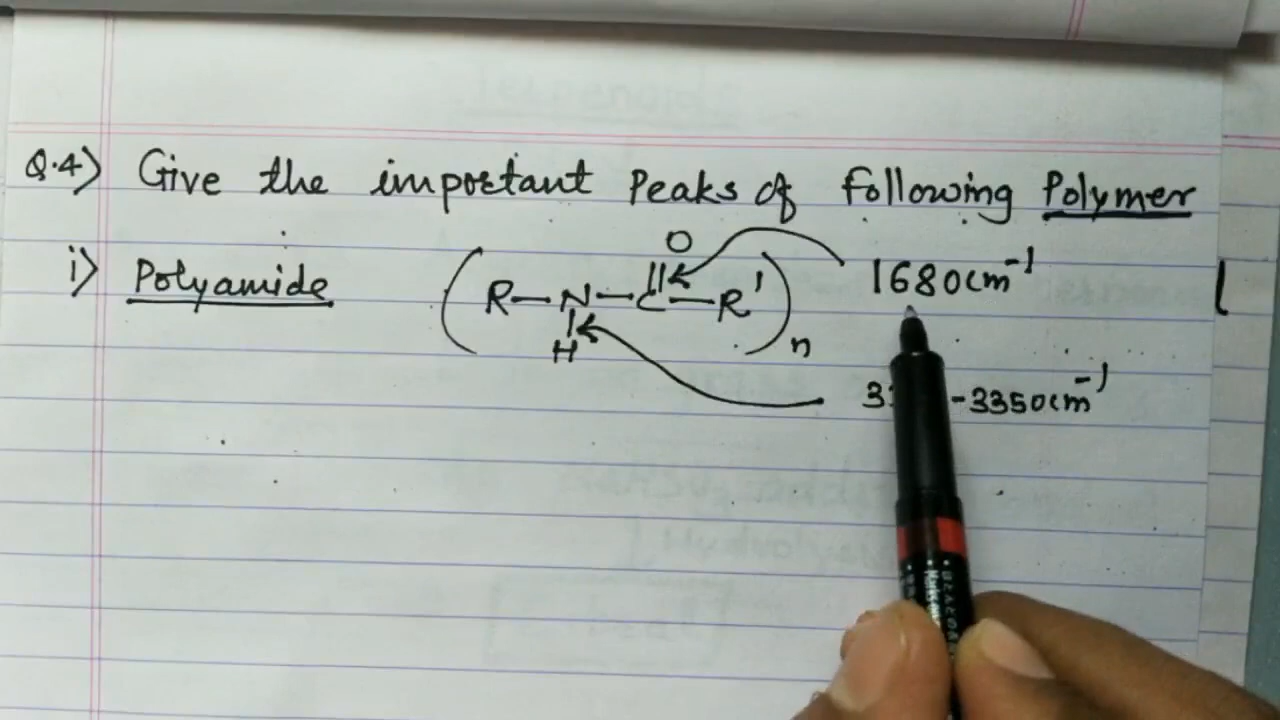 Q.4) Give the important Peaks of following Polymer
i) Polyamide (R-N-C-R')n 1680cm⁻¹
O
H
-3350cm⁻¹